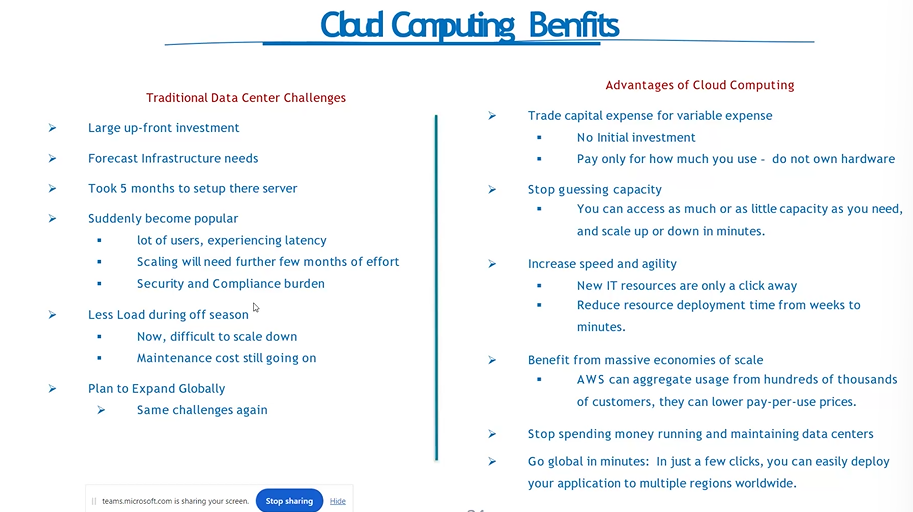 Cloud Computing Benfits
Traditional Data Center Challenges
Large up-front investment
Forecast Infrastructure needs
Took 5 months to setup there server
Suddenly become popular
lot of users, experiencing latency
Scaling will need further few months of effort
Security and Compliance burden
Less Load during off season
Now, difficult to scale down
Maintenance cost still going on
Plan to Expand Globally
Same challenges again
Advantages of Cloud Computing
Trade capital expense for variable expense
No Initial investment
Pay only for how much you use - do not own hardware
Stop guessing capacity
You can access as much or as little capacity as you need,
and scale up or down in minutes.
Increase speed and agility
New IT resources are only a click away
Reduce resource deployment time from weeks to
minutes.
Benefit from massive economies of scale
AWS can aggregate usage from hundreds of thousands
of customers, they can lower pay-per-use prices.
Stop spending money running and maintaining data centers
Go global in minutes: In just a few clicks, you can easily deploy
your application to multiple regions worldwide.
teams.microsoft.com is sharing your screen. Stop sharing Hide